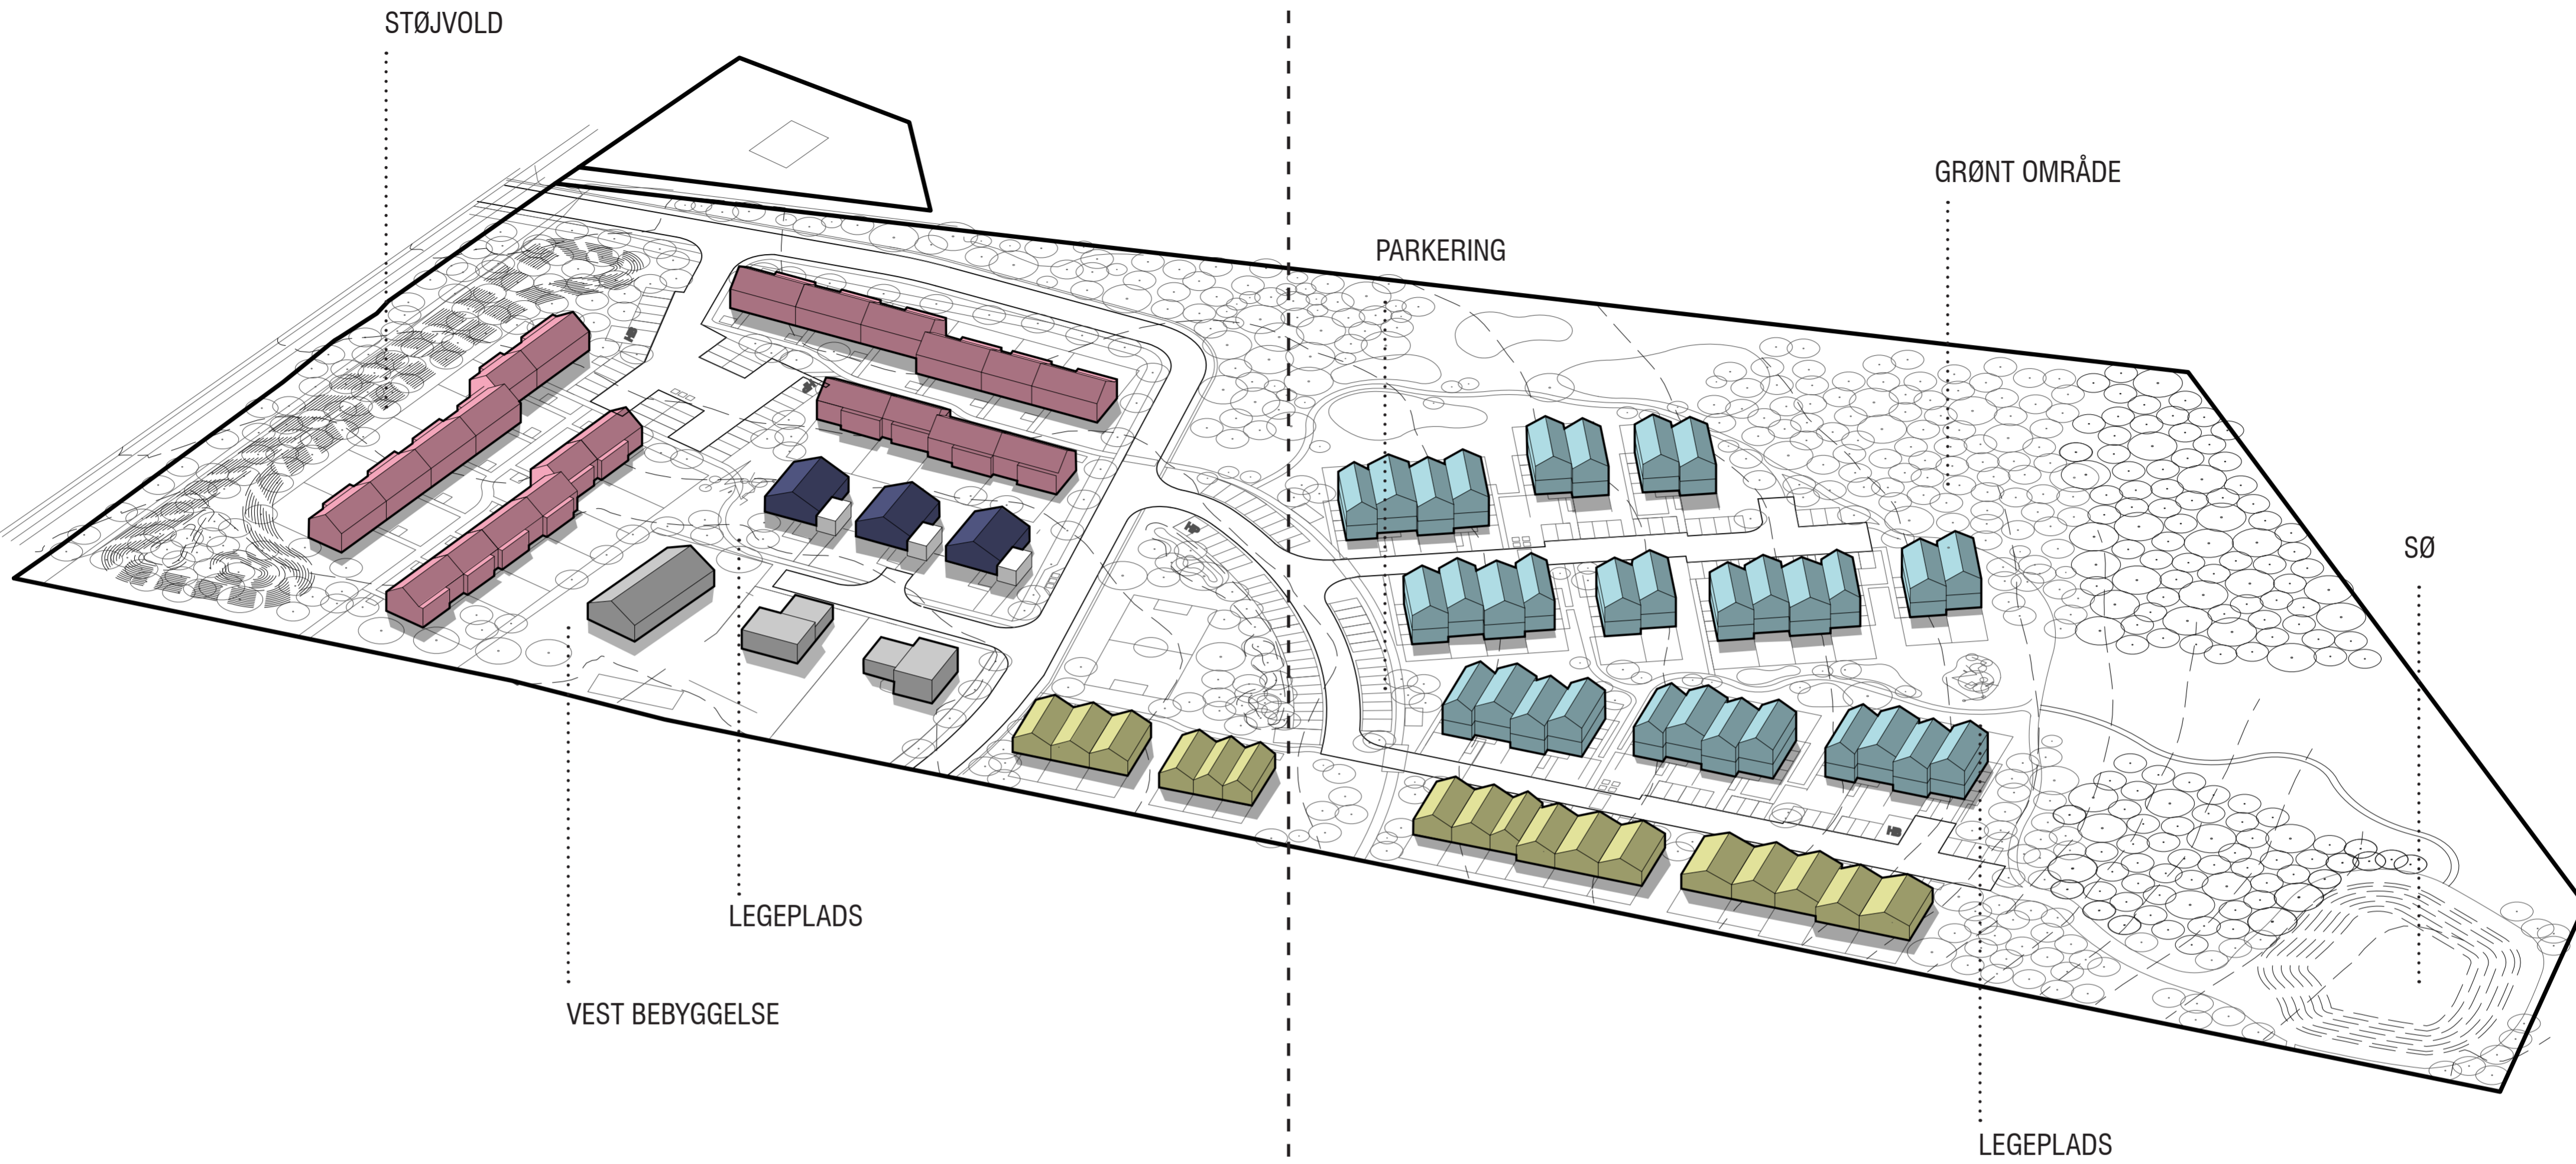 STØJVOLD
GRØNT OMRÅDE
PARKERING
SØ
LEGEPLADS
VEST BEBYGGELSE
LEGEPLADS